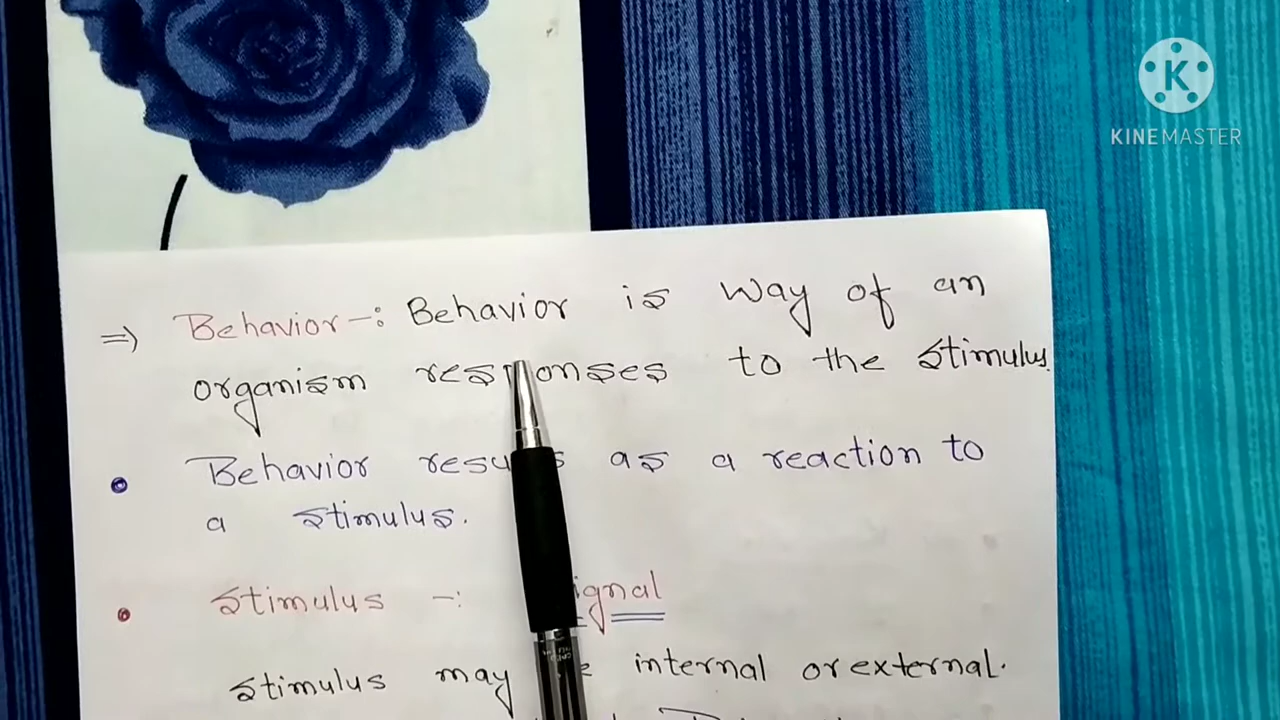 KINEMASTER
⇒ Behavior -: Behavior is way of an
organism responses to the stimulus.
• Behavior results as a reaction to
a stimulus.
• Stimulus -: Signal
Stimulus may be internal or external.